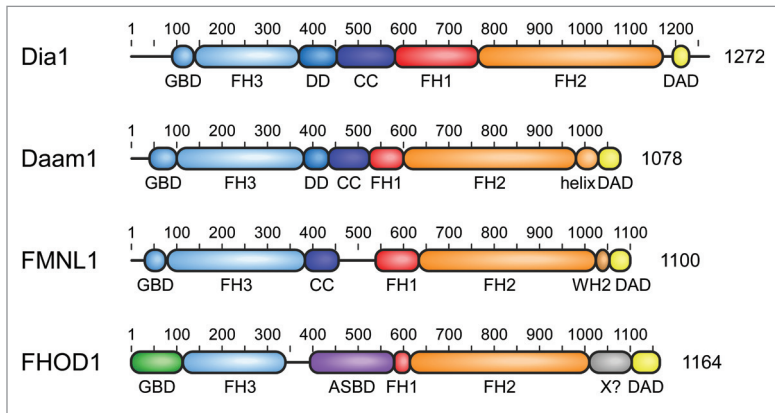 1 100 200 300 400 500 600 700 800 900 1000 1100 1200
Dia1 1272
GBD FH3 DD CC FH1 FH2 DAD
1 100 200 300 400 500 600 700 800 900 1000
Daam1 1078
GBD FH3 DD CC FH1 FH2 helix DAD
1 100 200 300 400 500 600 700 800 900 1000 1100
FMNL1 1100
GBD FH3 CC FH1 FH2 WH2 DAD
1 100 200 300 400 500 600 700 800 900 1000 1100
FHOD1 1164
GBD FH3 ASBD FH1 FH2 X? DAD